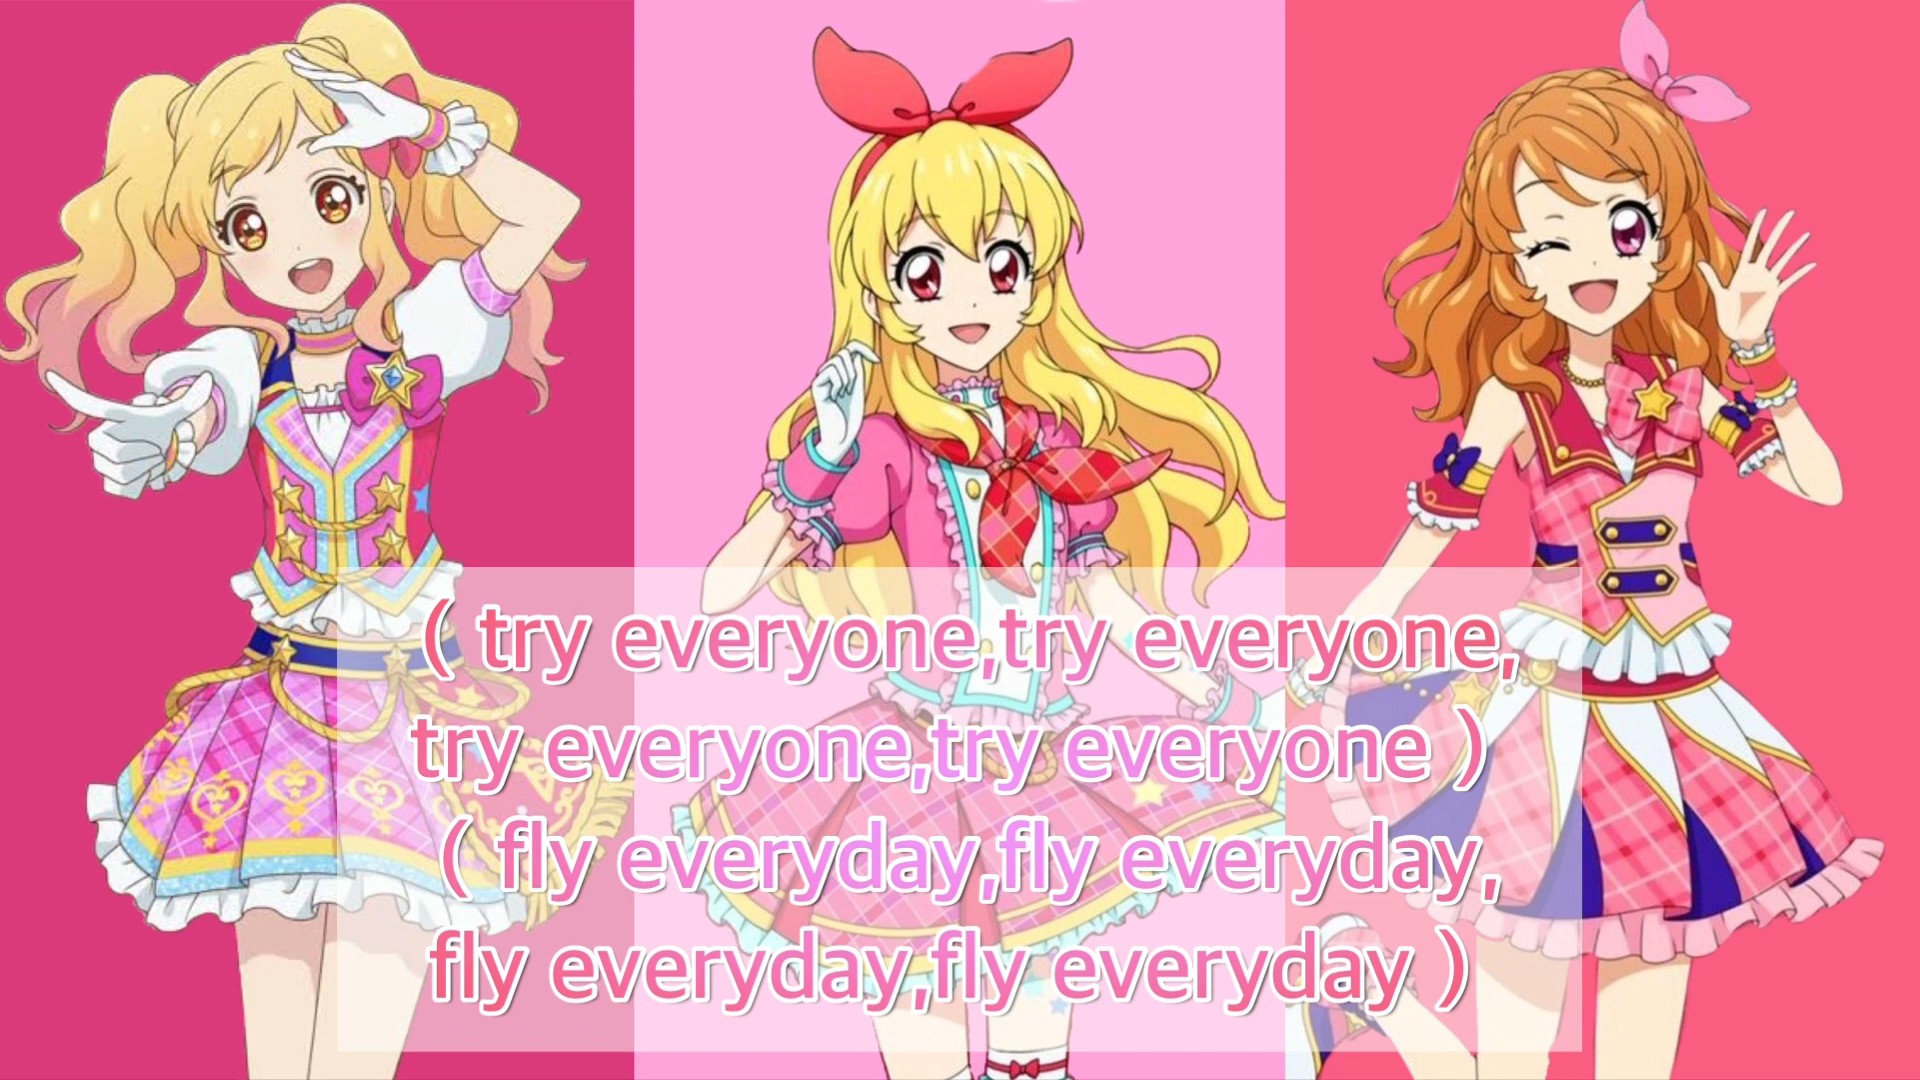 ( try everyone,try everyone,
try everyone,try everyone )
( fly everyday,fly everyday,
fly everyday,fly everyday )